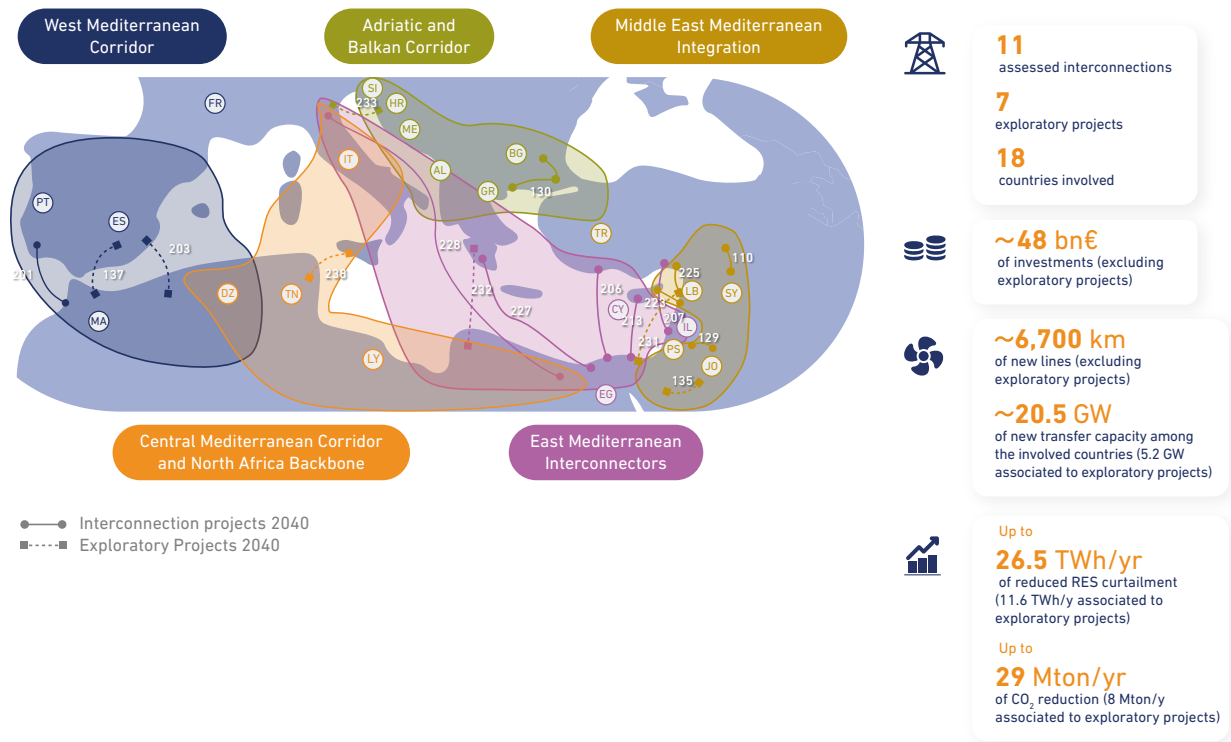 West Mediterranean
Corridor
Adriatic and
Balkan Corridor
Middle East Mediterranean
Integration
FR
SI
233
HR
ME
IT
BG
AL
PT
GR
130
ES
TR
203
228
110
201
137
238
225
DZ
TN
232
206
LB
SY
227
CY
223
213
207
IL
MA
231
129
PS
LY
JO
135
EG
Central Mediterranean Corridor
and North Africa Backbone
East Mediterranean
Interconnectors
Interconnection projects 2040
Exploratory Projects 2040
11
assessed interconnections
7
exploratory projects
18
countries involved
~48 bn€
of investments (excluding
exploratory projects)
~6,700 km
of new lines (excluding
exploratory projects)
~20.5 GW
of new transfer capacity among
the involved countries (5.2 GW
associated to exploratory projects)
Up to
26.5 TWh/yr
of reduced RES curtailment
(11.6 TWh/y associated to
exploratory projects)
Up to
29 Mton/yr
of CO₂ reduction (8 Mton/y
associated to exploratory projects)